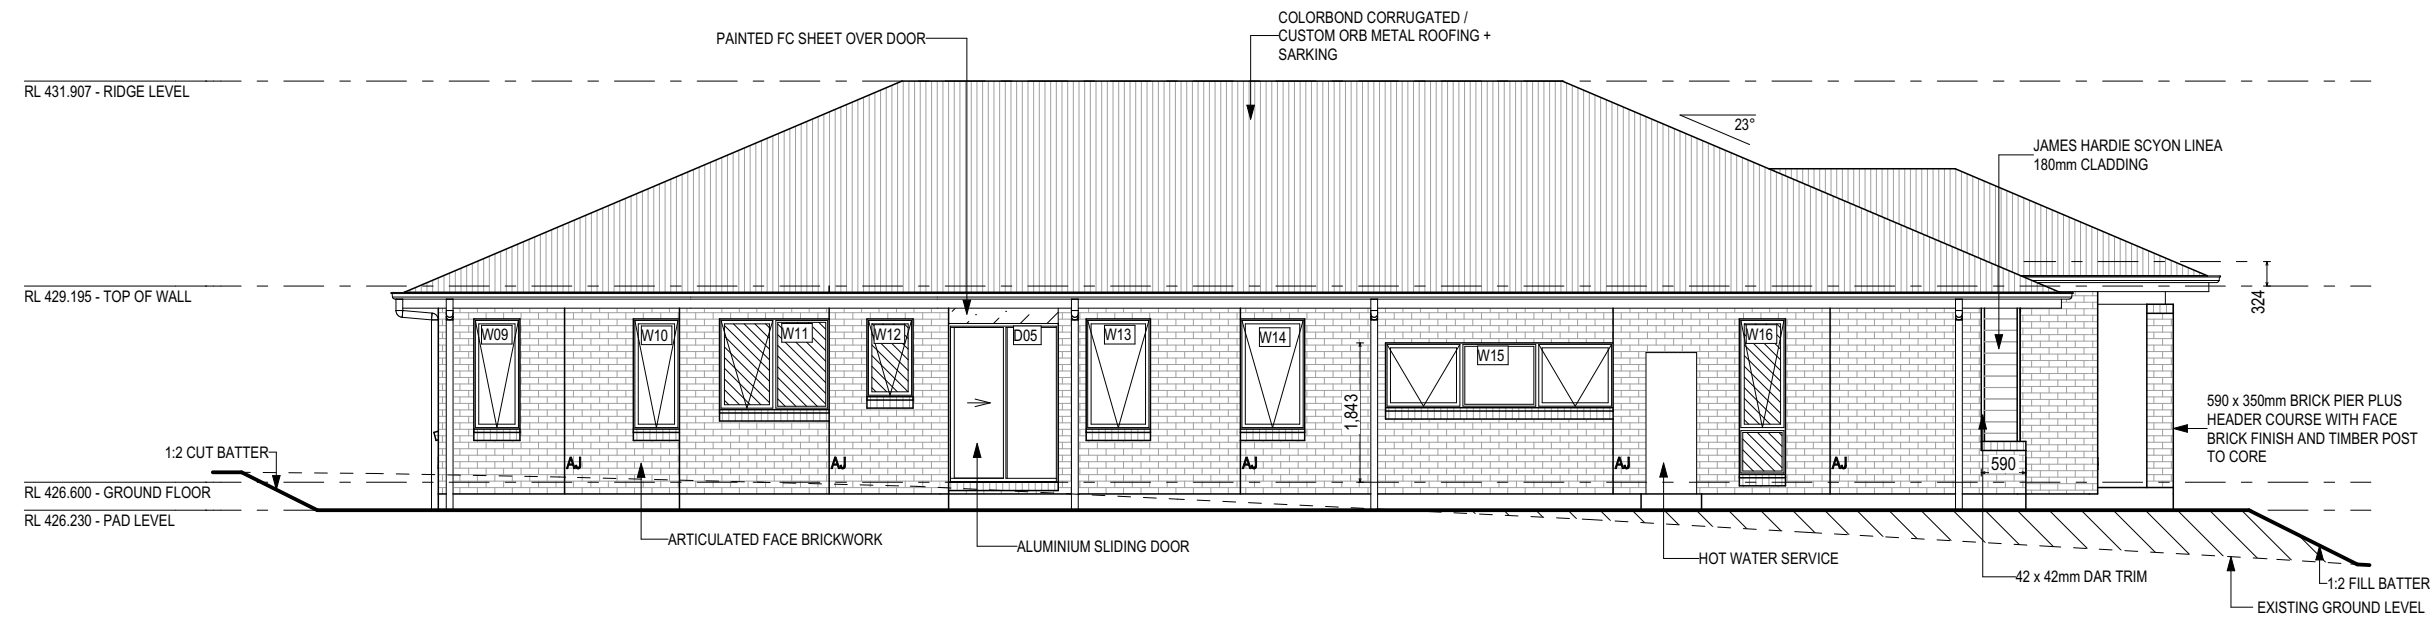 COLORBOND CORRUGATED /
CUSTOM ORB METAL ROOFING +
SARKING
PAINTED FC SHEET OVER DOOR
RL 431.907 - RIDGE LEVEL
23°
JAMES HARDIE SCYON LINEA
180mm CLADDING
RL 429.195 - TOP OF WALL
324
W09
W10
W11
W12
D05
W13
W14
W15
W16
1,843
590 x 350mm BRICK PIER PLUS
HEADER COURSE WITH FACE
BRICK FINISH AND TIMBER POST
TO CORE
1:2 CUT BATTER
AJ
AJ
AJ
AJ
AJ
590
RL 426.600 - GROUND FLOOR
RL 426.230 - PAD LEVEL
ARTICULATED FACE BRICKWORK
ALUMINIUM SLIDING DOOR
HOT WATER SERVICE
42 x 42mm DAR TRIM
1:2 FILL BATTER
EXISTING GROUND LEVEL